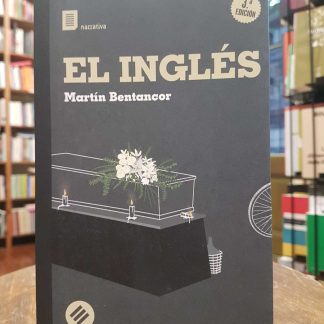 narrativa
3.ª
EDICIÓN
EL INGLÉS
Martín Bentancor